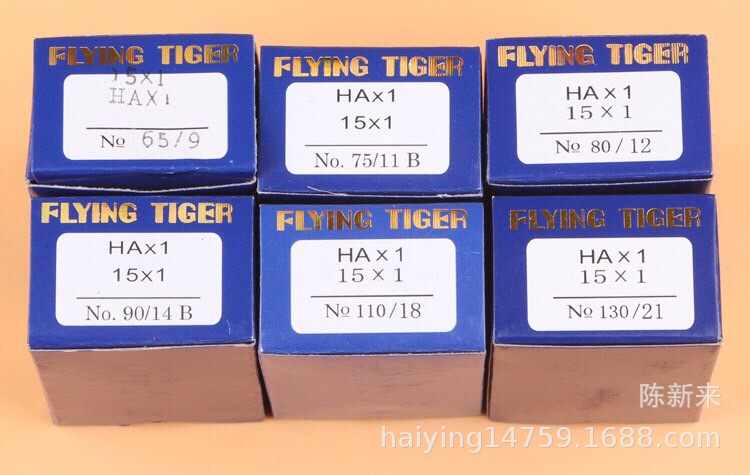 FLYING TIGER
15×1
HAX1
№ 65/9
FLYING TIGER
HAx1
15x1
No. 75/11 B
FLYING TIGER
HA×1
15×1
№ 80/12
FLYING TIGER
HAx1
15x1
No. 90/14 B
FLYING TIGER
HA×1
15×1
№ 110/18
FLYING TIGER
HA×1
15×1
№ 130/21
陈新来
haiying14759.1688.com